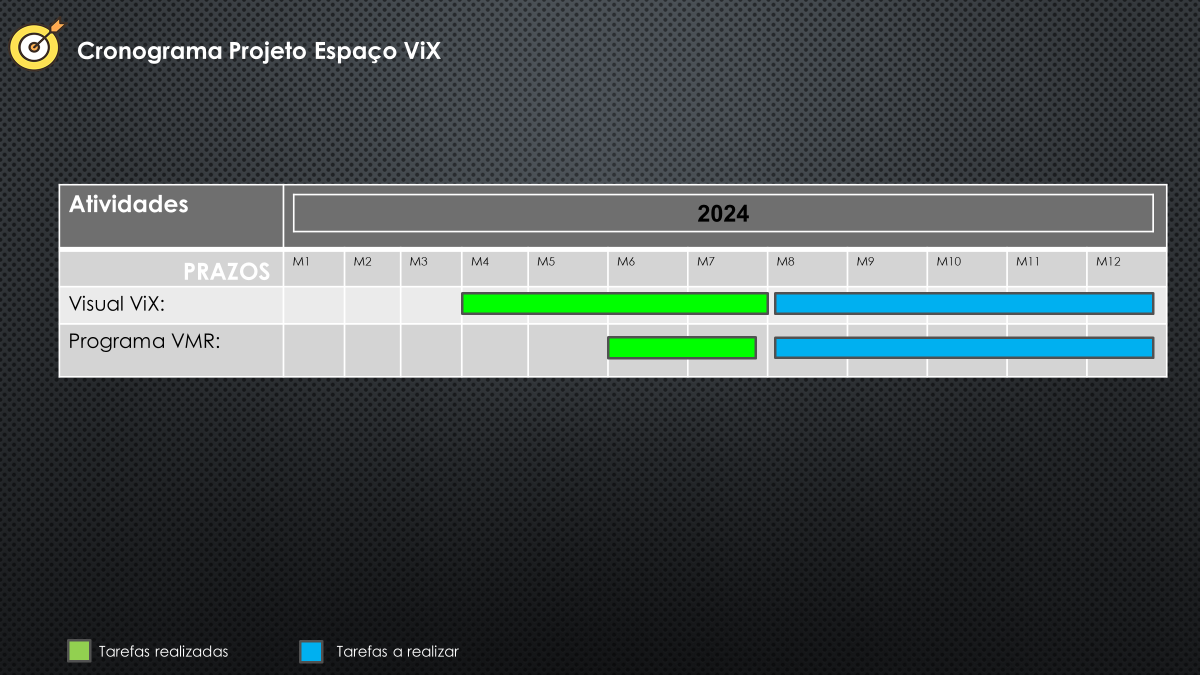 Cronograma Projeto Espaço ViX
Atividades
2024
PRAZOS
M1 M2 M3 M4 M5 M6 M7 M8 M9 M10 M11 M12
Visual ViX:
Programa VMR:
Tarefas realizadas
Tarefas a realizar